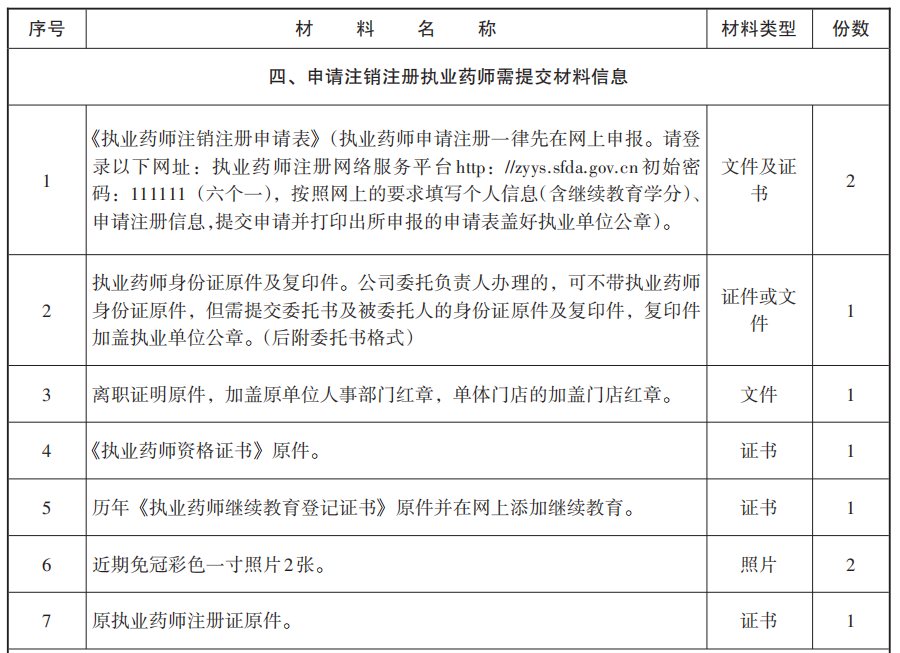 序号 材料名称 材料类型 份数
四、申请注销注册执业药师需提交材料信息
1
《执业药师注销注册申请表》(执业药师申请注册一律先在网上申报。请登
录以下网址：执业药师注册网络服务平台http：//zyys.sfda.gov.cn初始密
码：111111（六个一），按照网上的要求填写个人信息(含继续教育学分)、
申请注册信息,提交申请并打印出所申报的申请表盖好执业单位公章)。
文件及证
书
2
2
执业药师身份证原件及复印件。公司委托负责人办理的，可不带执业药师
身份证原件，但需提交委托书及被委托人的身份证原件及复印件，复印件
加盖执业单位公章。(后附委托书格式)
证件或文
件
1
3 离职证明原件，加盖原单位人事部门红章，单体门店的加盖门店红章。 文件 1
4 《执业药师资格证书》原件。 证书 1
5 历年《执业药师继续教育登记证书》原件并在网上添加继续教育。 证书 1
6 近期免冠彩色一寸照片2张。 照片 2
7 原执业药师注册证原件。 证书 1